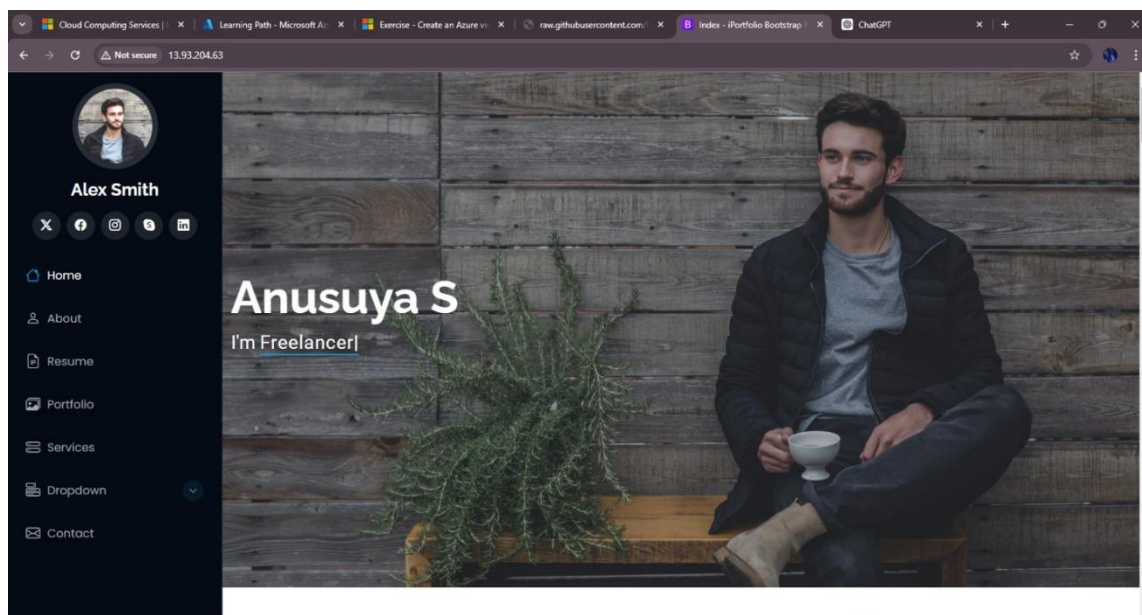 Cloud Computing Services |
Learning Path - Microsoft Az
Exercise - Create an Azure vi
raw.githubusercontent.com/
Index - iPortfolio Bootstrap T
ChatGPT
Not secure
13.93.204.63
Alex Smith
Home
About
Resume
Portfolio
Services
Dropdown
Contact
Anusuya S
I'm Freelancer|